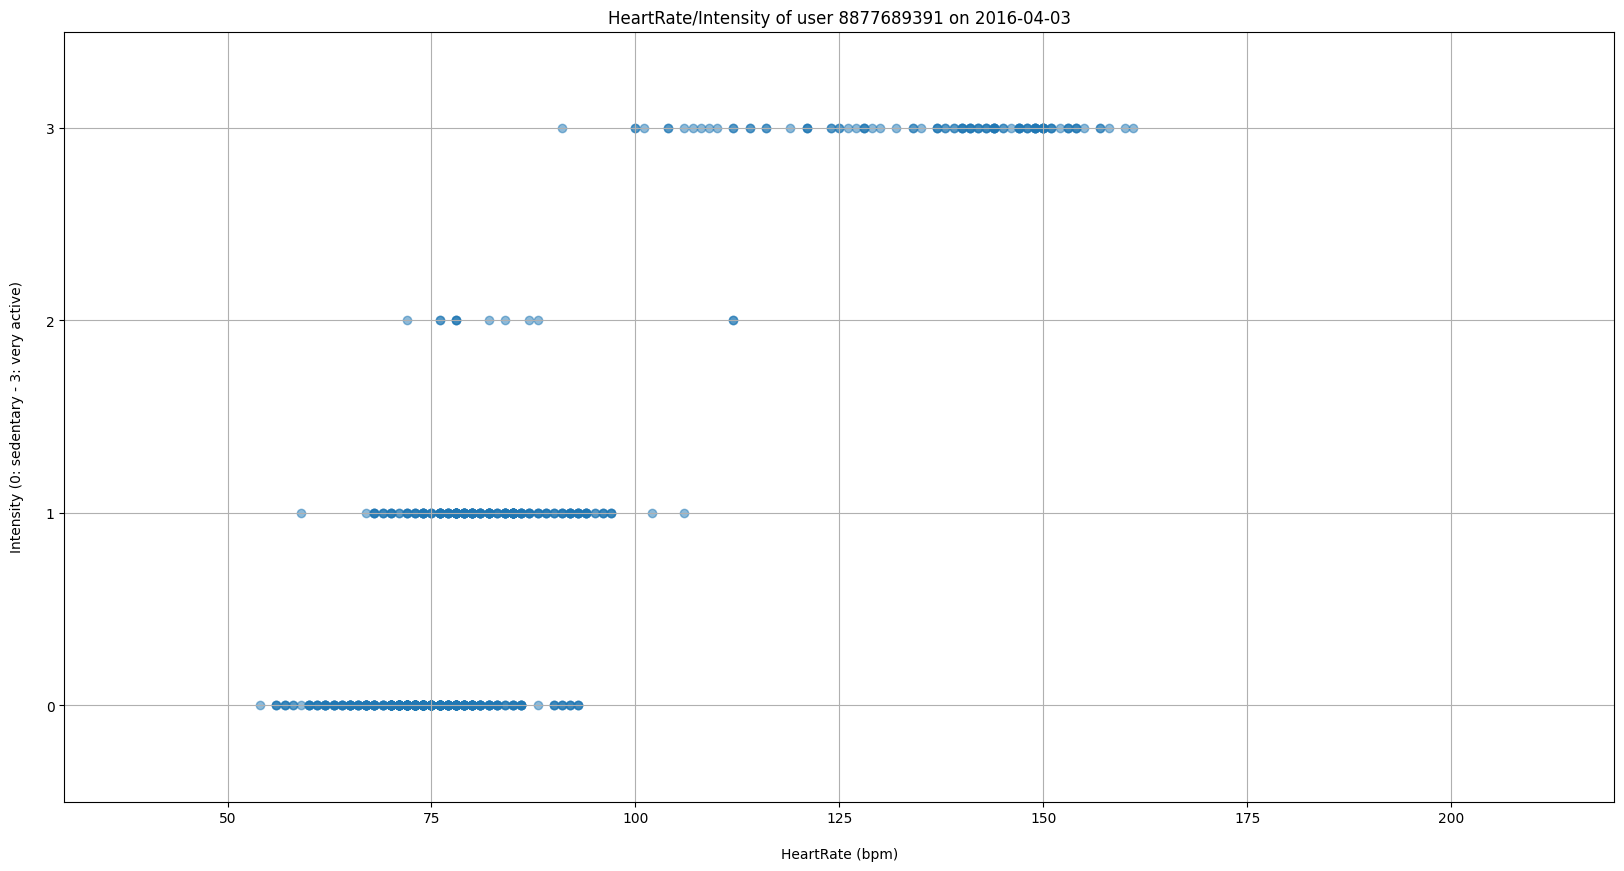 HeartRate/Intensity of user 8877689391 on 2016-04-03
Intensity (0: sedentary - 3: very active)
3
2
1
0
50 75 100 125 150 175 200
HeartRate (bpm)